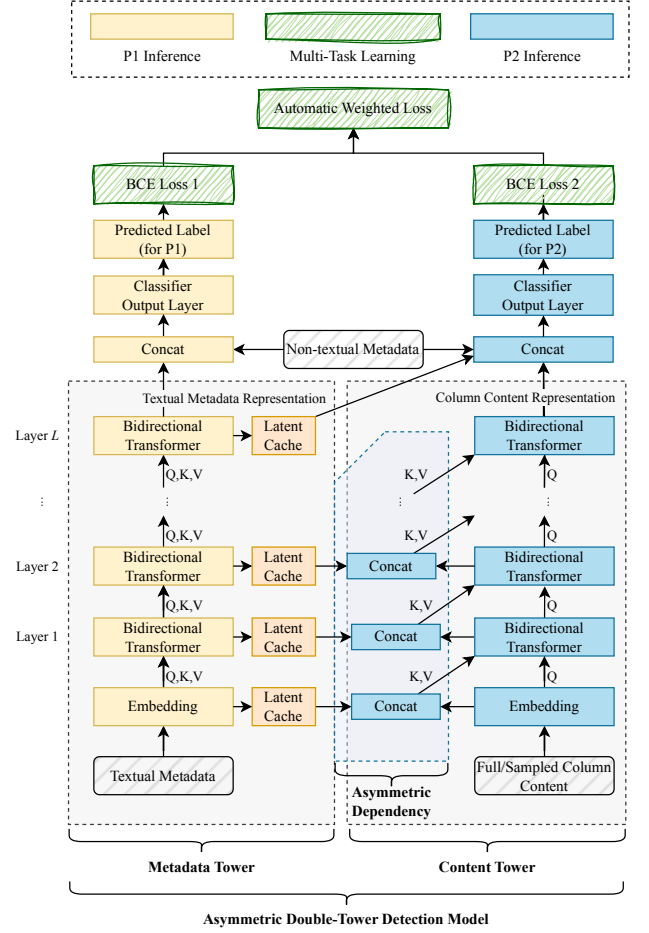 P1 Inference
Multi-Task Learning
P2 Inference
Automatic Weighted Loss
BCE Loss 1
BCE Loss 2
Predicted Label
(for P1)
Predicted Label
(for P2)
Classifier
Output Layer
Classifier
Output Layer
Concat
Non-textual Metadata
Concat
Textual Metadata Representation
Column Content Representation
Layer L
Bidirectional
Transformer
Latent
Cache
Bidirectional
Transformer
Q,K,V
K,V
Q
...
...
...
...
Q,K,V
K,V
Q
Layer 2
Bidirectional
Transformer
Latent
Cache
Concat
Bidirectional
Transformer
Q,K,V
K,V
Q
Layer 1
Bidirectional
Transformer
Latent
Cache
Concat
Bidirectional
Transformer
Q,K,V
K,V
Q
Embedding
Latent
Cache
Concat
Embedding
Textual Metadata
Full/Sampled Column
Content
Asymmetric
Dependency
Metadata Tower
Content Tower
Asymmetric Double-Tower Detection Model